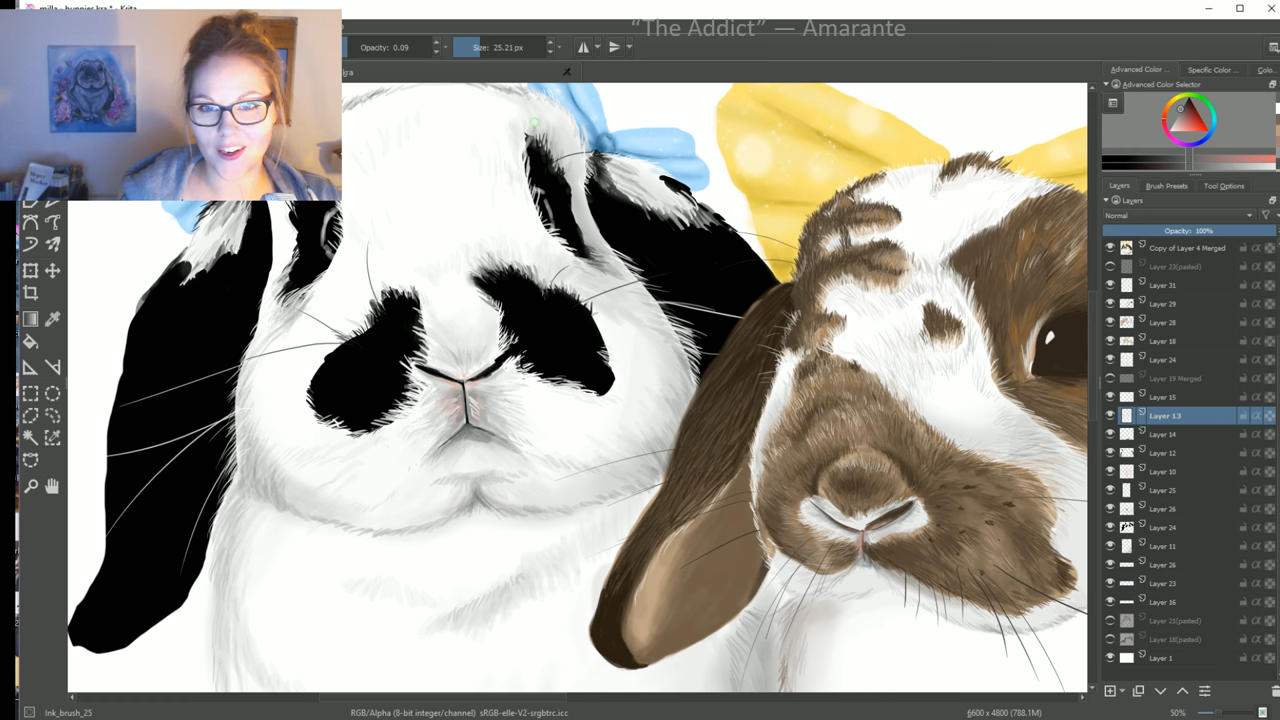 milla - bunnies.kra * - Krita
"The Addict" — Amarante
Opacity: 0.09
Size: 25.21 px
kra
Advanced Color ...
Specific Color ...
Colo...
Advanced Color Selector
Layers
Brush Presets
Tool Options
Layers
Normal
Opacity: 100%
Copy of Layer 4 Merged
Layer 23(pasted)
Layer 31
Layer 29
Layer 28
Layer 18
Layer 24
Layer 19 Merged
Layer 15
Layer 13
Layer 14
Layer 12
Layer 10
Layer 25
Layer 26
Layer 24
Layer 11
Layer 26
Layer 23
Layer 16
Layer 21(pasted)
Layer 18(pasted)
Layer 1
Ink_brush_25
RGB/Alpha (8-bit integer/channel) sRGB-elle-V2-srgbtrc.icc
6600 x 4800 (788.1M)
50%